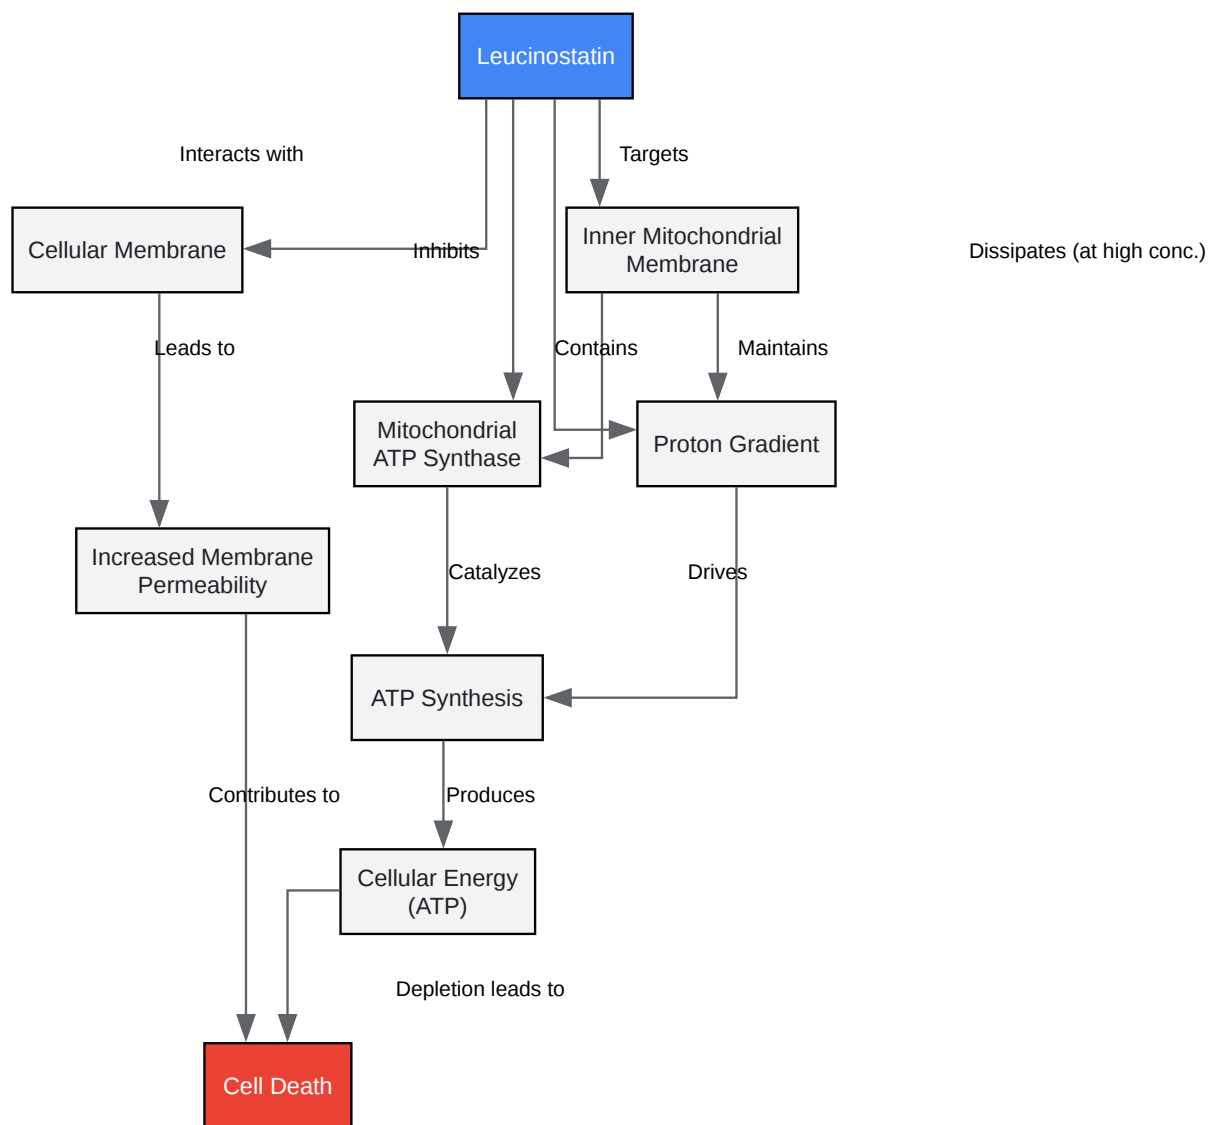 Leucinostatin
Interacts with
Targets
Cellular Membrane
Inhibits
Inner Mitochondrial
Membrane
Dissipates (at high conc.)
Leads to
Contains
Maintains
Mitochondrial
ATP Synthase
Proton Gradient
Increased Membrane
Permeability
Catalyzes
Drives
ATP Synthesis
Contributes to
Produces
Cellular Energy
(ATP)
Depletion leads to
Cell Death